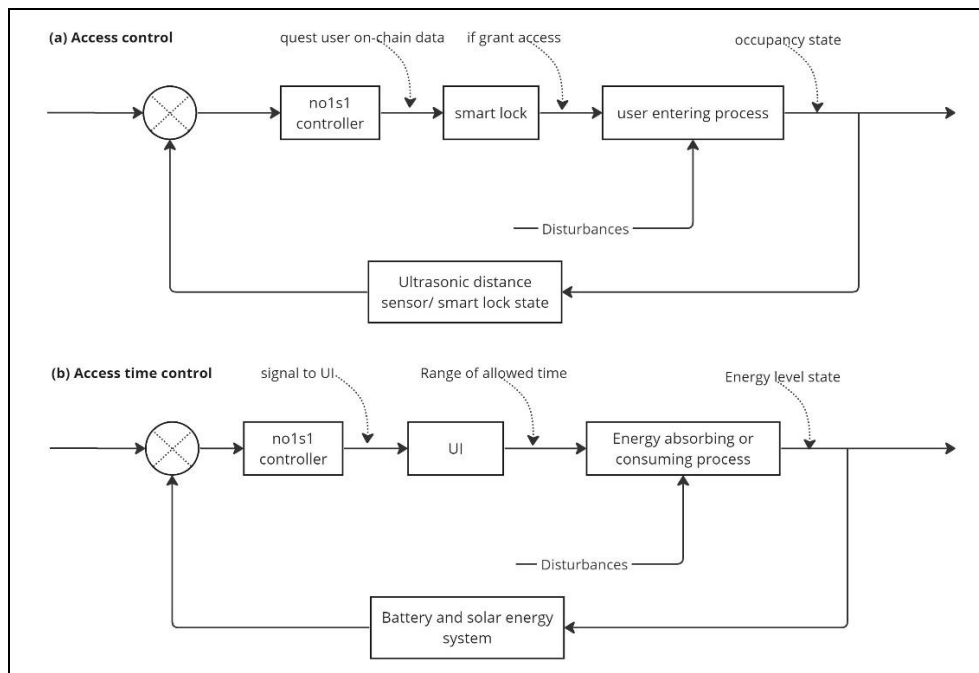 (a) Access control
quest user on-chain data
if grant access
occupancy state
no1s1
controller
smart lock
user entering process
Disturbances
Ultrasonic distance
sensor/ smart lock state
(b) Access time control
signal to UI
Range of allowed time
Energy level state
no1s1
controller
UI
Energy absorbing or
consuming process
Disturbances
Battery and solar energy
system